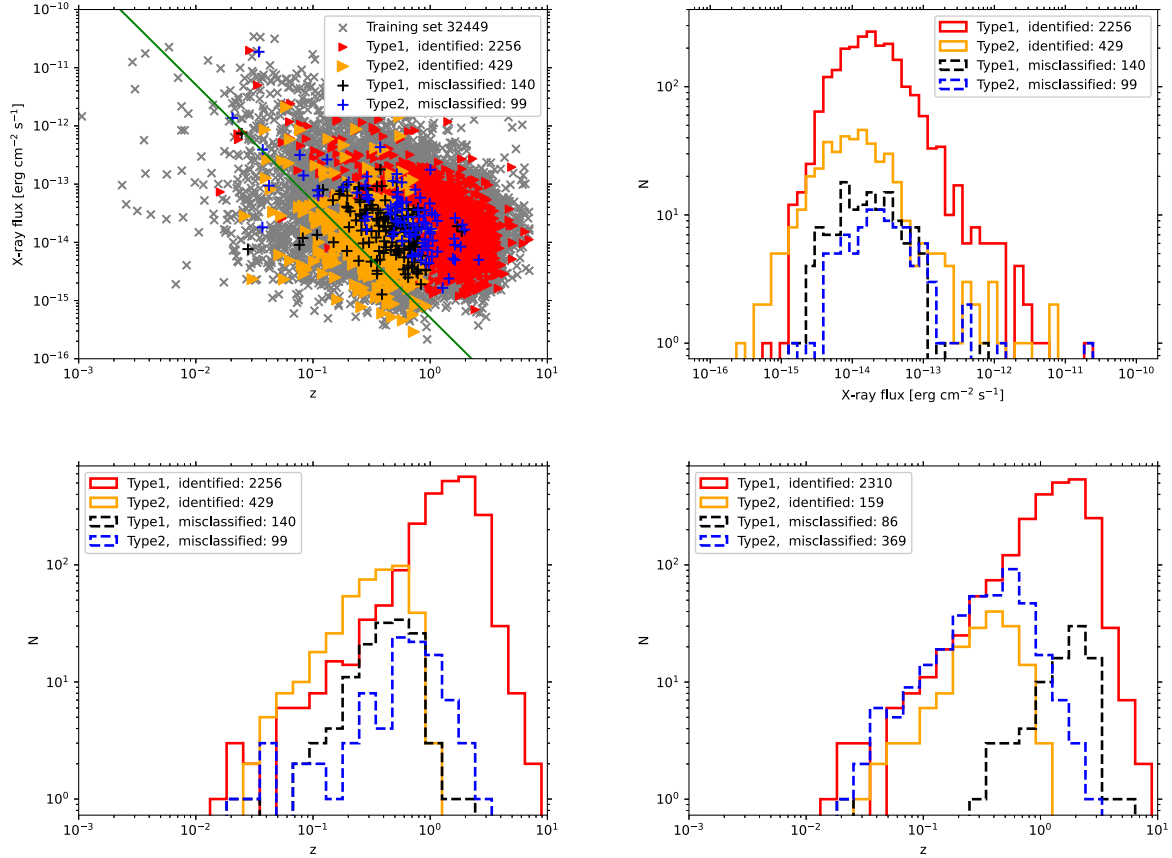 10⁻¹⁰
10⁻¹¹
10⁻¹²
10⁻¹³
10⁻¹⁴
10⁻¹⁵
10⁻¹⁶
X-ray flux [erg cm⁻² s⁻¹]
Training set 32449
Type1, identified: 2256
Type2, identified: 429
Type1, misclassified: 140
Type2, misclassified: 99
10⁻³ 10⁻² 10⁻¹ 10⁰ 10¹
z
10²
10¹
10⁰
N
Type1, identified: 2256
Type2, identified: 429
Type1, misclassified: 140
Type2, misclassified: 99
10⁻¹⁶ 10⁻¹⁵ 10⁻¹⁴ 10⁻¹³ 10⁻¹² 10⁻¹¹ 10⁻¹⁰
X-ray flux [erg cm⁻² s⁻¹]
10²
10¹
10⁰
N
Type1, identified: 2256
Type2, identified: 429
Type1, misclassified: 140
Type2, misclassified: 99
10⁻³ 10⁻² 10⁻¹ 10⁰ 10¹
z
10²
10¹
10⁰
N
Type1, identified: 2310
Type2, identified: 159
Type1, misclassified: 86
Type2, misclassified: 369
10⁻³ 10⁻² 10⁻¹ 10⁰ 10¹
z